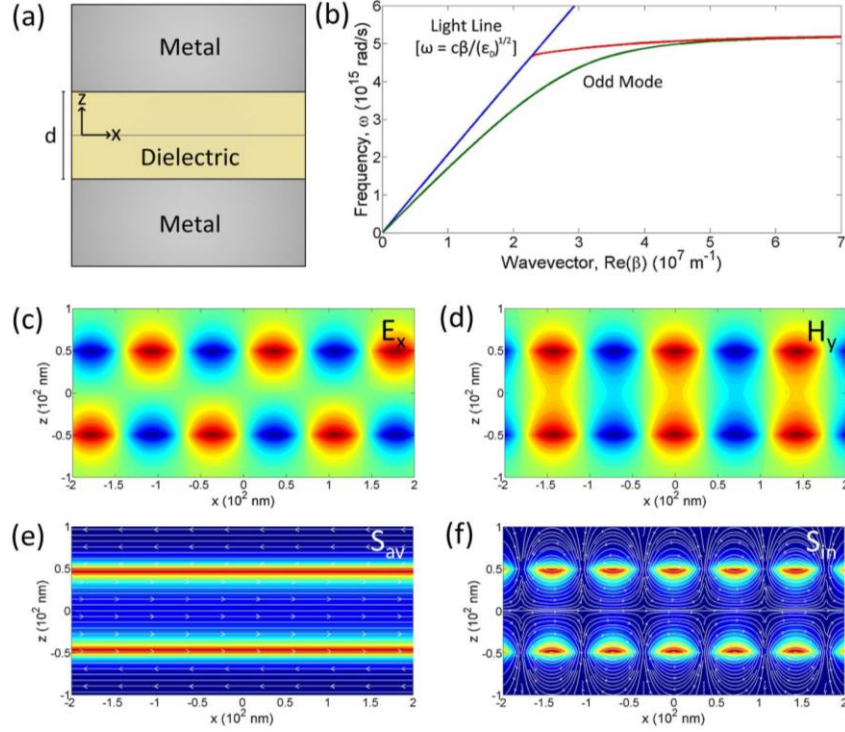 (a)
Metal
z
x
d
Dielectric
Metal
(b)
Light Line
[ω = cβ/(ε_D)^{1/2}]
Odd Mode
Frequency, ω (10^{15} rad/s)
6
5
4
3
2
1
0
0 1 2 3 4 5 6 7
Wavevector, Re(β) (10^7 m^{-1})
(c)
E_x
z (10^2 nm)
1
0.5
0
-0.5
-1
-2 -1.5 -1 -0.5 0 0.5 1 1.5 2
x (10^2 nm)
(d)
H_y
z (10^2 nm)
1
0.5
0
-0.5
-1
-2 -1.5 -1 -0.5 0 0.5 1 1.5 2
x (10^2 nm)
(e)
S_av
z (10^2 nm)
1
0.5
0
-0.5
-1
-2 -1.5 -1 -0.5 0 0.5 1 1.5 2
x (10^2 nm)
(f)
S_in
z (10^2 nm)
1
0.5
0
-0.5
-1
-2 -1.5 -1 -0.5 0 0.5 1 1.5 2
x (10^2 nm)